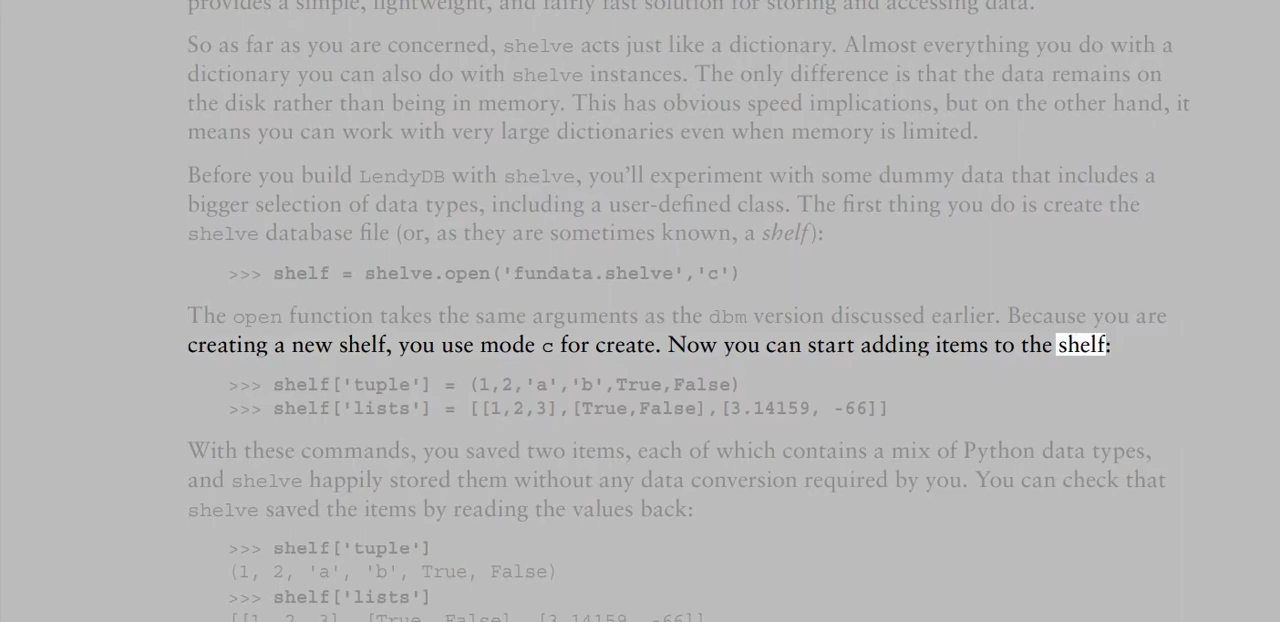 provides a simple, lightweight, and fairly fast solution for storing and accessing data.
So as far as you are concerned, shelve acts just like a dictionary. Almost everything you do with a
dictionary you can also do with shelve instances. The only difference is that the data remains on
the disk rather than being in memory. This has obvious speed implications, but on the other hand, it
means you can work with very large dictionaries even when memory is limited.
Before you build LendyDB with shelve, you’ll experiment with some dummy data that includes a
bigger selection of data types, including a user-defined class. The first thing you do is create the
shelve database file (or, as they are sometimes known, a shelf):
>>> shelf = shelve.open('fundata.shelve','c')
The open function takes the same arguments as the dbm version discussed earlier. Because you are
creating a new shelf, you use mode c for create. Now you can start adding items to the shelf:
>>> shelf['tuple'] = (1,2,'a','b',True,False)
>>> shelf['lists'] = [[1,2,3],[True,False],[3.14159, -66]]
With these commands, you saved two items, each of which contains a mix of Python data types,
and shelve happily stored them without any data conversion required by you. You can check that
shelve saved the items by reading the values back:
>>> shelf['tuple']
(1, 2, 'a', 'b', True, False)
>>> shelf['lists']
[[1, 2, 3], [True, False], [3.14159, -66]]